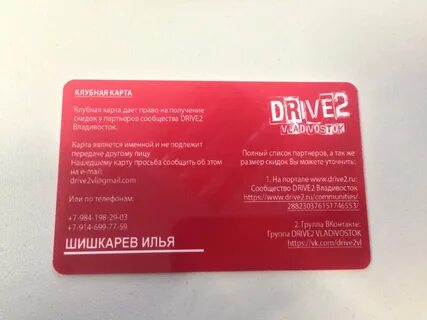 КЛУБНАЯ КАРТА
Клубная карта дает право на получение
скидок у партнеров сообщества DRIVE2
Владивосток.
Карта является именной и не подлежит
передаче другому лицу
Нашедшему карту просьба сообщить об этом
на e-mail:
drive2vl@gmail.com
Или по телефонам:
+7-984-198-29-03
+7-914-699-77-59
ШИШКАРЕВ ИЛЬЯ
DRIVE2
VLADIVOSTOK
Полный список партнеров, а так же
размер скидок Вы можете уточнить:
1. На портале www.drive2.ru:
Сообщество DRIVE2 Владивосток
https://www.drive2.ru/communities/
288230376151746553/
2. Группа ВКонтакте:
Группа DRIVE2 VLADIVOSTOK
https://vk.com/drive2vl